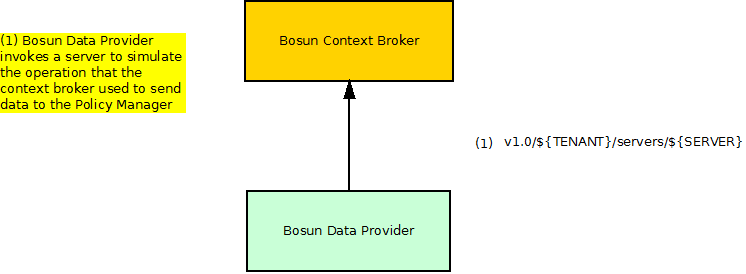 Bosun Context Broker
(1) Bosun Data Provider
invokes a server to simulate
the operation that the
context broker used to send
data to the Policy Manager
(1) v1.0/${TENANT}/servers/${SERVER}
Bosun Data Provider